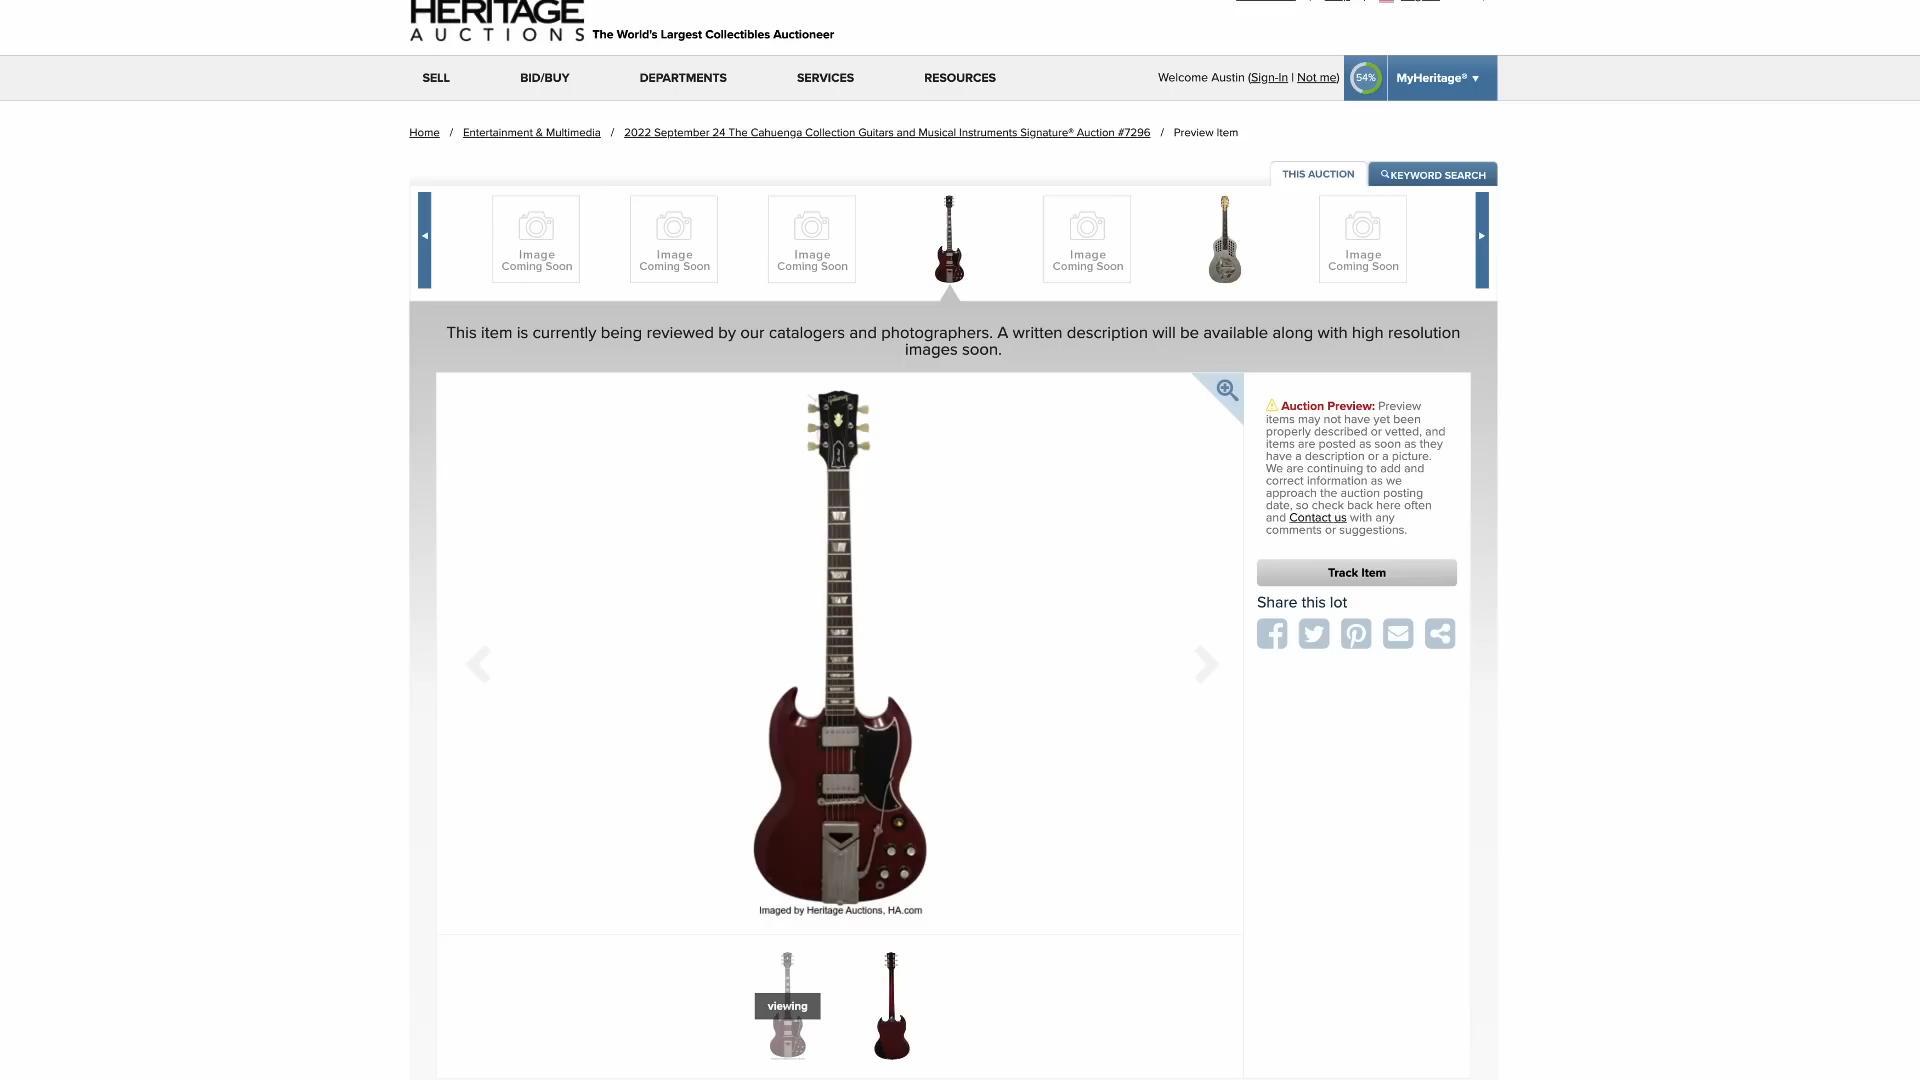 HERITAGE
AUCTIONS The World's Largest Collectibles Auctioneer
SELL BID/BUY DEPARTMENTS SERVICES RESOURCES Welcome Austin (Sign-In | Not me) 54% MyHeritage® ▼
Home / Entertainment & Multimedia / 2022 September 24 The Cahuenga Collection Guitars and Musical Instruments Signature® Auction #7296 / Preview Item
THIS AUCTION KEYWORD SEARCH
Image Image Image Image Image
Coming Soon Coming Soon Coming Soon Coming Soon Coming Soon
This item is currently being reviewed by our catalogers and photographers. A written description will be available along with high resolution
images soon.
Gibson
Auction Preview: Preview
items may not have yet been
properly described or vetted, and
items are posted as soon as they
have a description or a picture.
We are continuing to add and
correct information as we
approach the auction posting
date, so check back here often
and Contact us with any
comments or suggestions.
Track Item
Share this lot
Imaged by Heritage Auctions, HA.com
viewing